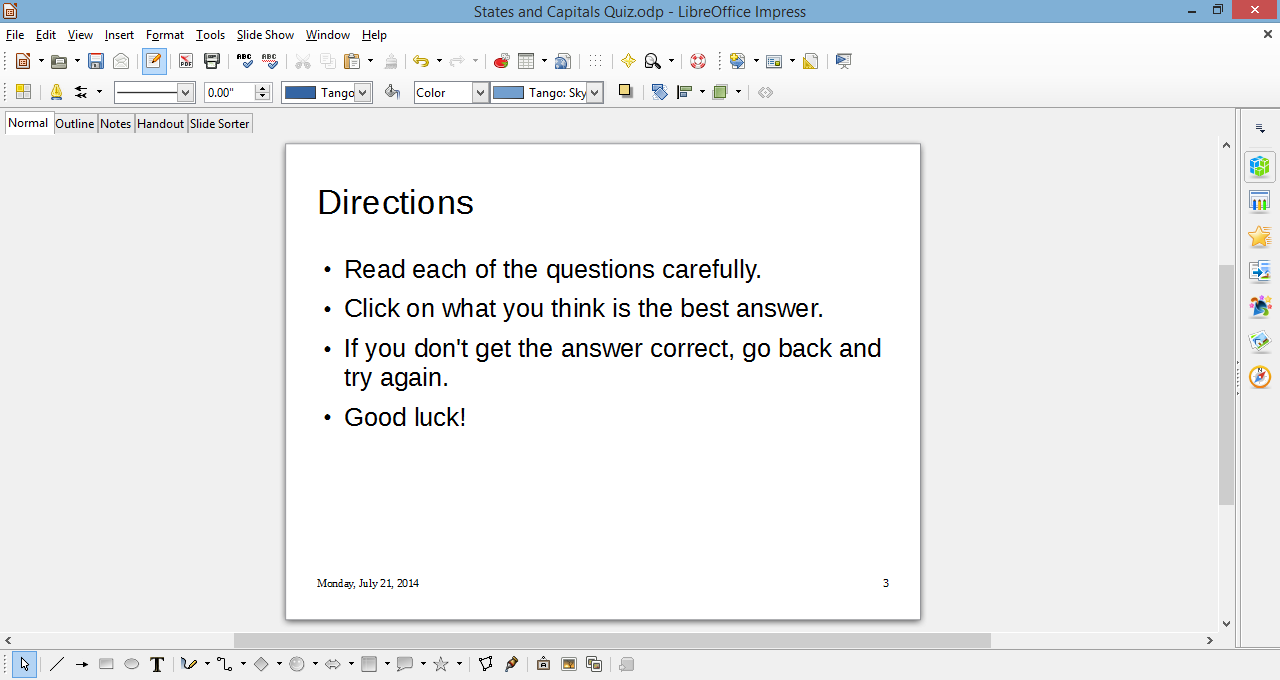 States and Capitals Quiz.odp - LibreOffice Impress
File Edit View Insert Format Tools Slide Show Window Help
PDF ABC ABC
0.00" Tango Color Tango: Sky
Normal Outline Notes Handout Slide Sorter
Directions
• Read each of the questions carefully.
• Click on what you think is the best answer.
• If you don't get the answer correct, go back and
try again.
• Good luck!
Monday, July 21, 2014 3
T